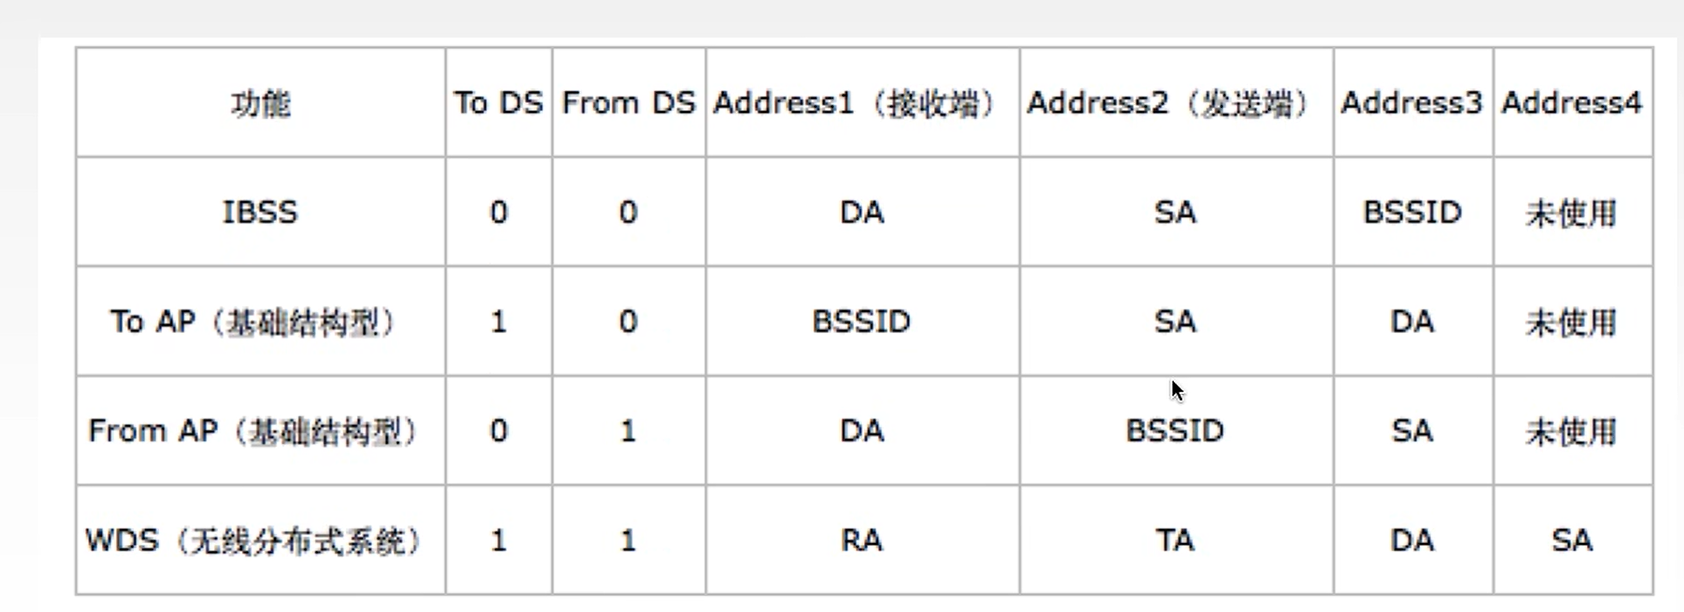 功能 To DS From DS Address1（接收端） Address2（发送端） Address3 Address4
IBSS 0 0 DA SA BSSID 未使用
To AP（基础结构型） 1 0 BSSID SA DA 未使用
From AP（基础结构型） 0 1 DA BSSID SA 未使用
WDS（无线分布式系统） 1 1 RA TA DA SA